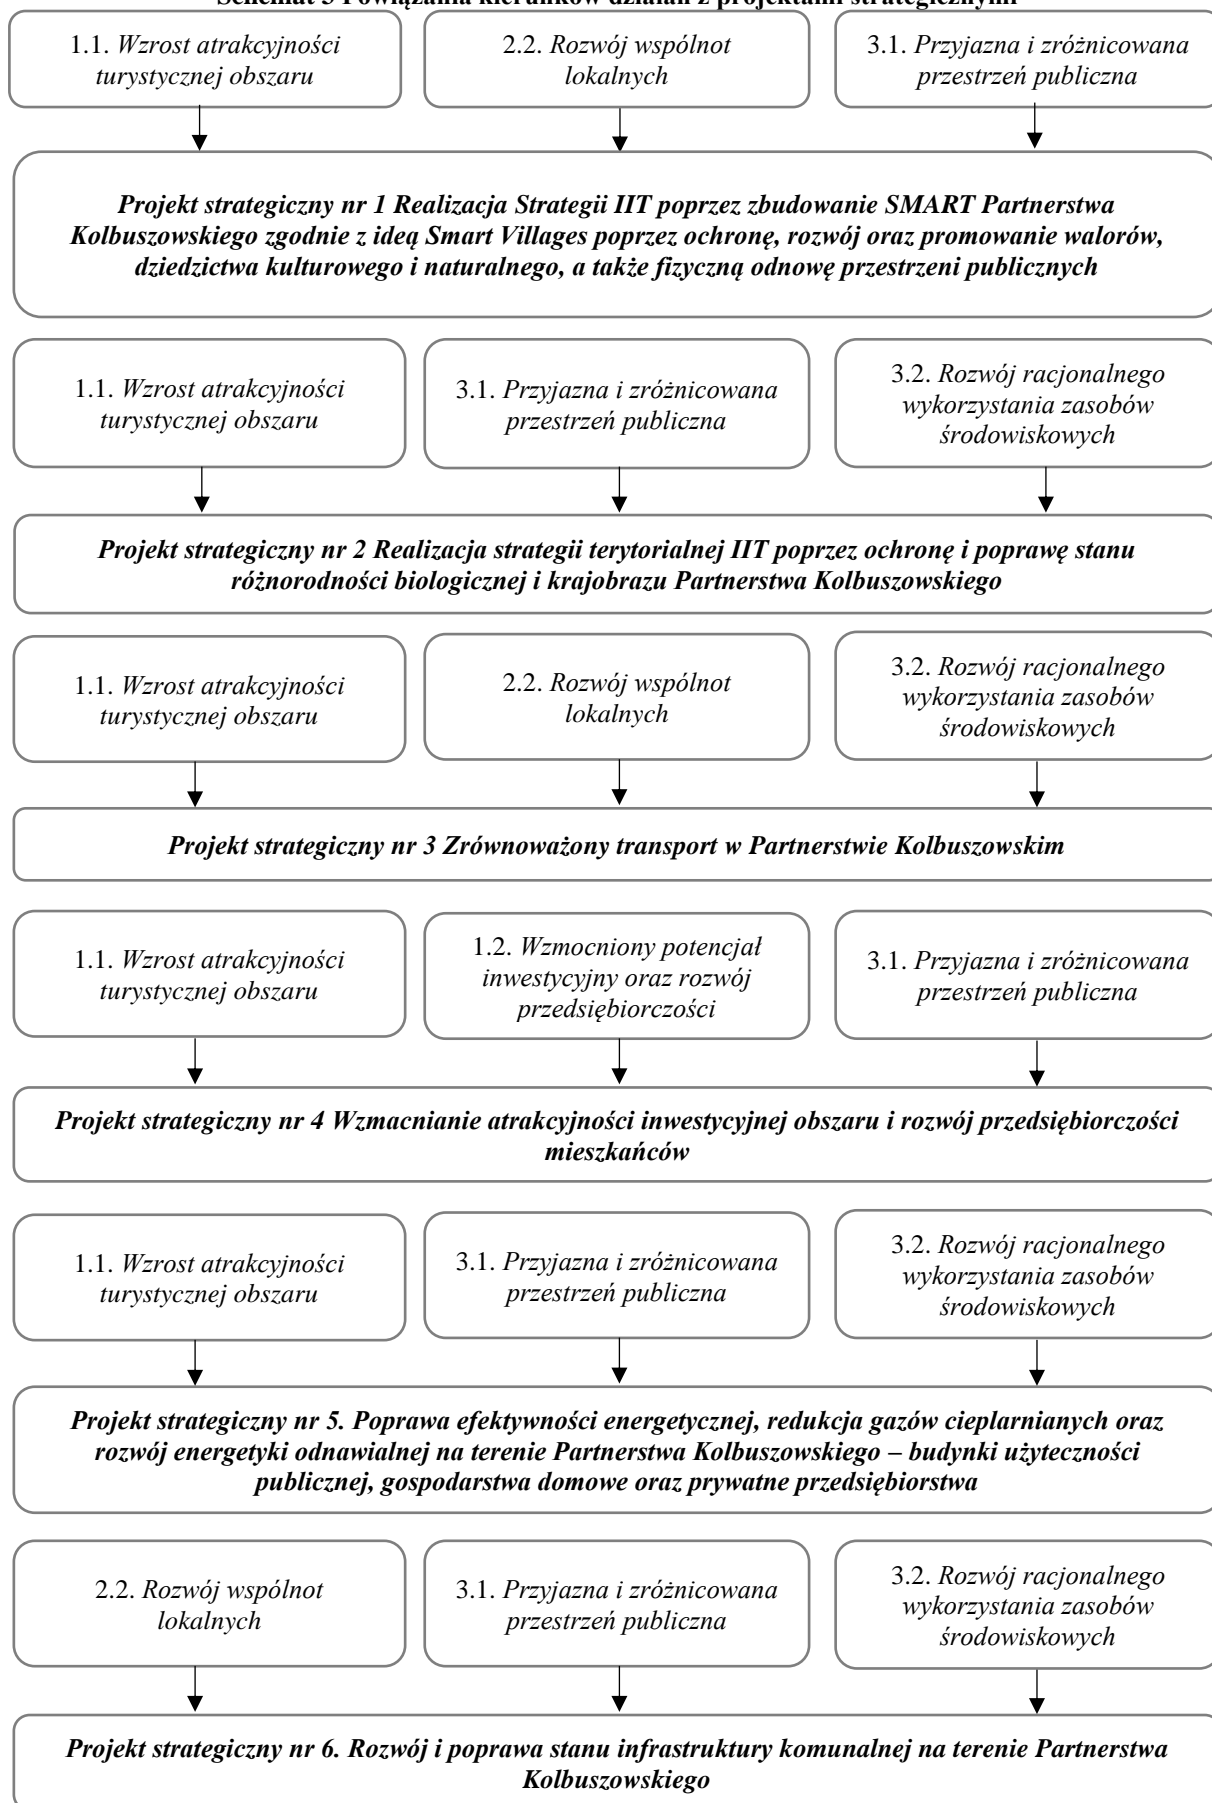 Schemat 3 Powiązania kierunków działań z projektami strategicznymi
1.1. Wzrost atrakcyjności
turystycznej obszaru
2.2. Rozwój wspólnot
lokalnych
3.1. Przyjazna i zróżnicowana
przestrzeń publiczna
Projekt strategiczny nr 1 Realizacja Strategii IIT poprzez zbudowanie SMART Partnerstwa
Kolbuszowskiego zgodnie z ideą Smart Villages poprzez ochronę, rozwój oraz promowanie walorów,
dziedzictwa kulturowego i naturalnego, a także fizyczną odnowę przestrzeni publicznych
1.1. Wzrost atrakcyjności
turystycznej obszaru
3.1. Przyjazna i zróżnicowana
przestrzeń publiczna
3.2. Rozwój racjonalnego
wykorzystania zasobów
środowiskowych
Projekt strategiczny nr 2 Realizacja strategii terytorialnej IIT poprzez ochronę i poprawę stanu
różnorodności biologicznej i krajobrazu Partnerstwa Kolbuszowskiego
1.1. Wzrost atrakcyjności
turystycznej obszaru
2.2. Rozwój wspólnot
lokalnych
3.2. Rozwój racjonalnego
wykorzystania zasobów
środowiskowych
Projekt strategiczny nr 3 Zrównoważony transport w Partnerstwie Kolbuszowskim
1.1. Wzrost atrakcyjności
turystycznej obszaru
1.2. Wzmocniony potencjał
inwestycyjny oraz rozwój
przedsiębiorczości
3.1. Przyjazna i zróżnicowana
przestrzeń publiczna
Projekt strategiczny nr 4 Wzmacnianie atrakcyjności inwestycyjnej obszaru i rozwój przedsiębiorczości
mieszkańców
1.1. Wzrost atrakcyjności
turystycznej obszaru
3.1. Przyjazna i zróżnicowana
przestrzeń publiczna
3.2. Rozwój racjonalnego
wykorzystania zasobów
środowiskowych
Projekt strategiczny nr 5. Poprawa efektywności energetycznej, redukcja gazów cieplarnianych oraz
rozwój energetyki odnawialnej na terenie Partnerstwa Kolbuszowskiego – budynki użyteczności
publicznej, gospodarstwa domowe oraz prywatne przedsiębiorstwa
2.2. Rozwój wspólnot
lokalnych
3.1. Przyjazna i zróżnicowana
przestrzeń publiczna
3.2. Rozwój racjonalnego
wykorzystania zasobów
środowiskowych
Projekt strategiczny nr 6. Rozwój i poprawa stanu infrastruktury komunalnej na terenie Partnerstwa
Kolbuszowskiego